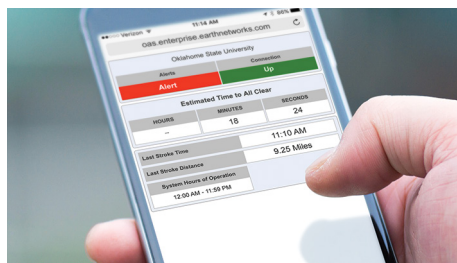 Verizon 11:14 AM 86%
oas.enterprise.earthnetworks.com
Oklahoma State University
Alerts Connection
Alert Up
Estimated Time to All Clear
HOURS MINUTES SECONDS
-- 18 24
Last Stroke Time 11:10 AM
Last Stroke Distance 9.25 Miles
System Hours of Operation
12:00 AM - 11:59 PM